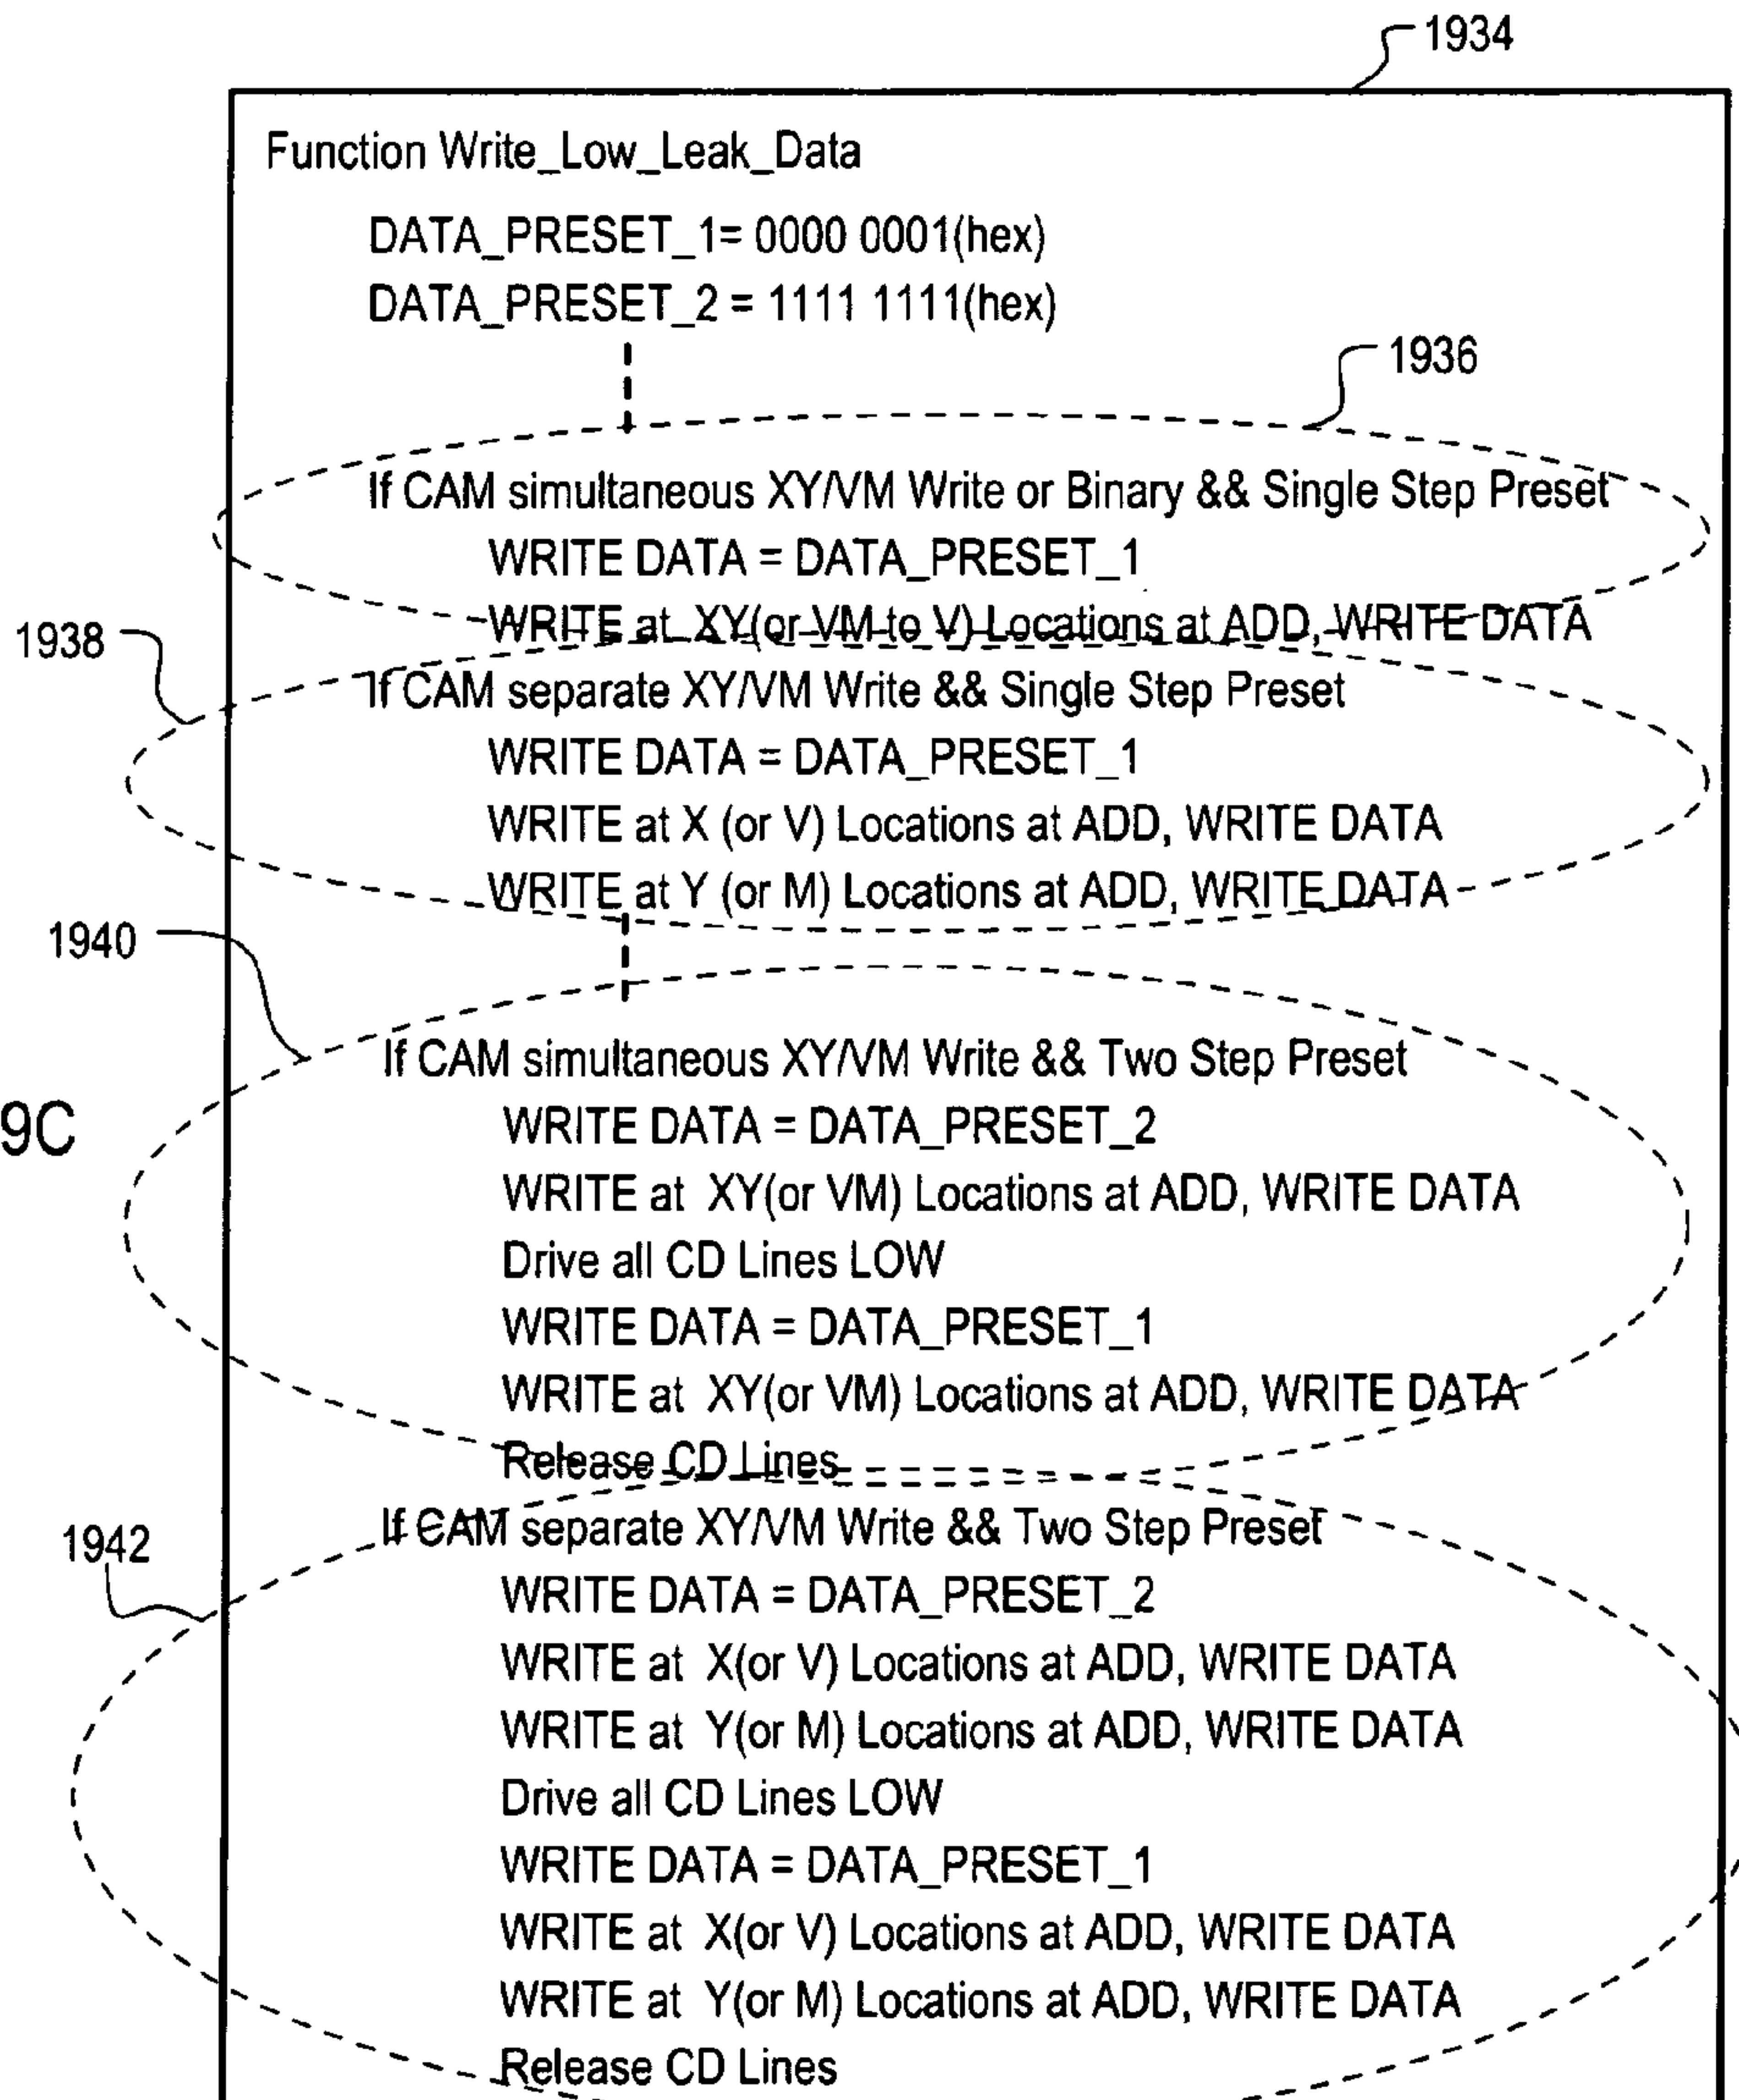 1934
Function Write_Low_Leak_Data
DATA_PRESET_1= 0000 0001(hex)
DATA_PRESET_2 = 1111 1111(hex)
1936
If CAM simultaneous XY/VM Write or Binary && Single Step Preset
WRITE DATA = DATA_PRESET_1
WRITE at XY(or VM to V) Locations at ADD, WRITE DATA
1938
If CAM separate XY/VM Write && Single Step Preset
WRITE DATA = DATA_PRESET_1
WRITE at X (or V) Locations at ADD, WRITE DATA
WRITE at Y (or M) Locations at ADD, WRITE DATA
1940
If CAM simultaneous XY/VM Write && Two Step Preset
9C
WRITE DATA = DATA_PRESET_2
WRITE at XY(or VM) Locations at ADD, WRITE DATA
Drive all CD Lines LOW
WRITE DATA = DATA_PRESET_1
WRITE at XY(or VM) Locations at ADD, WRITE DATA
Release CD Lines
1942
If CAM separate XY/VM Write && Two Step Preset
WRITE DATA = DATA_PRESET_2
WRITE at X(or V) Locations at ADD, WRITE DATA
WRITE at Y(or M) Locations at ADD, WRITE DATA
Drive all CD Lines LOW
WRITE DATA = DATA_PRESET_1
WRITE at X(or V) Locations at ADD, WRITE DATA
WRITE at Y(or M) Locations at ADD, WRITE DATA
Release CD Lines